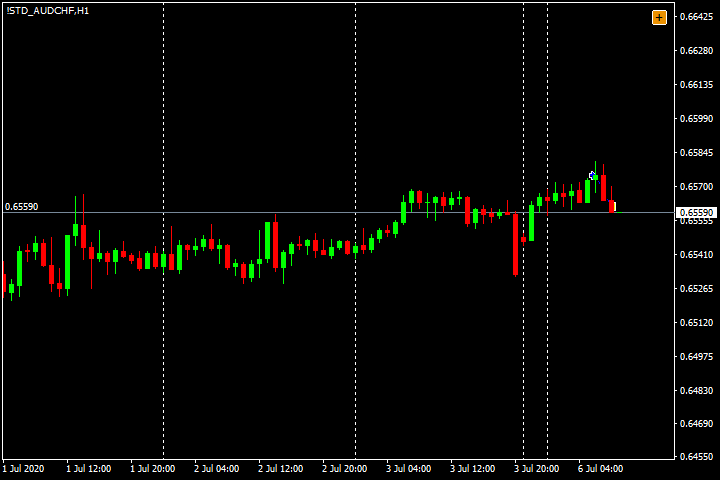 !STD_AUDCHF,H1
+
0.66425
0.66280
0.66135
0.65990
0.65845
0.65700
0.65590
0.65590
0.65555
0.65410
0.65265
0.65120
0.64975
0.64830
0.64690
0.64550
1 Jul 2020
1 Jul 12:00
1 Jul 20:00
2 Jul 04:00
2 Jul 12:00
2 Jul 20:00
3 Jul 04:00
3 Jul 12:00
3 Jul 20:00
6 Jul 04:00